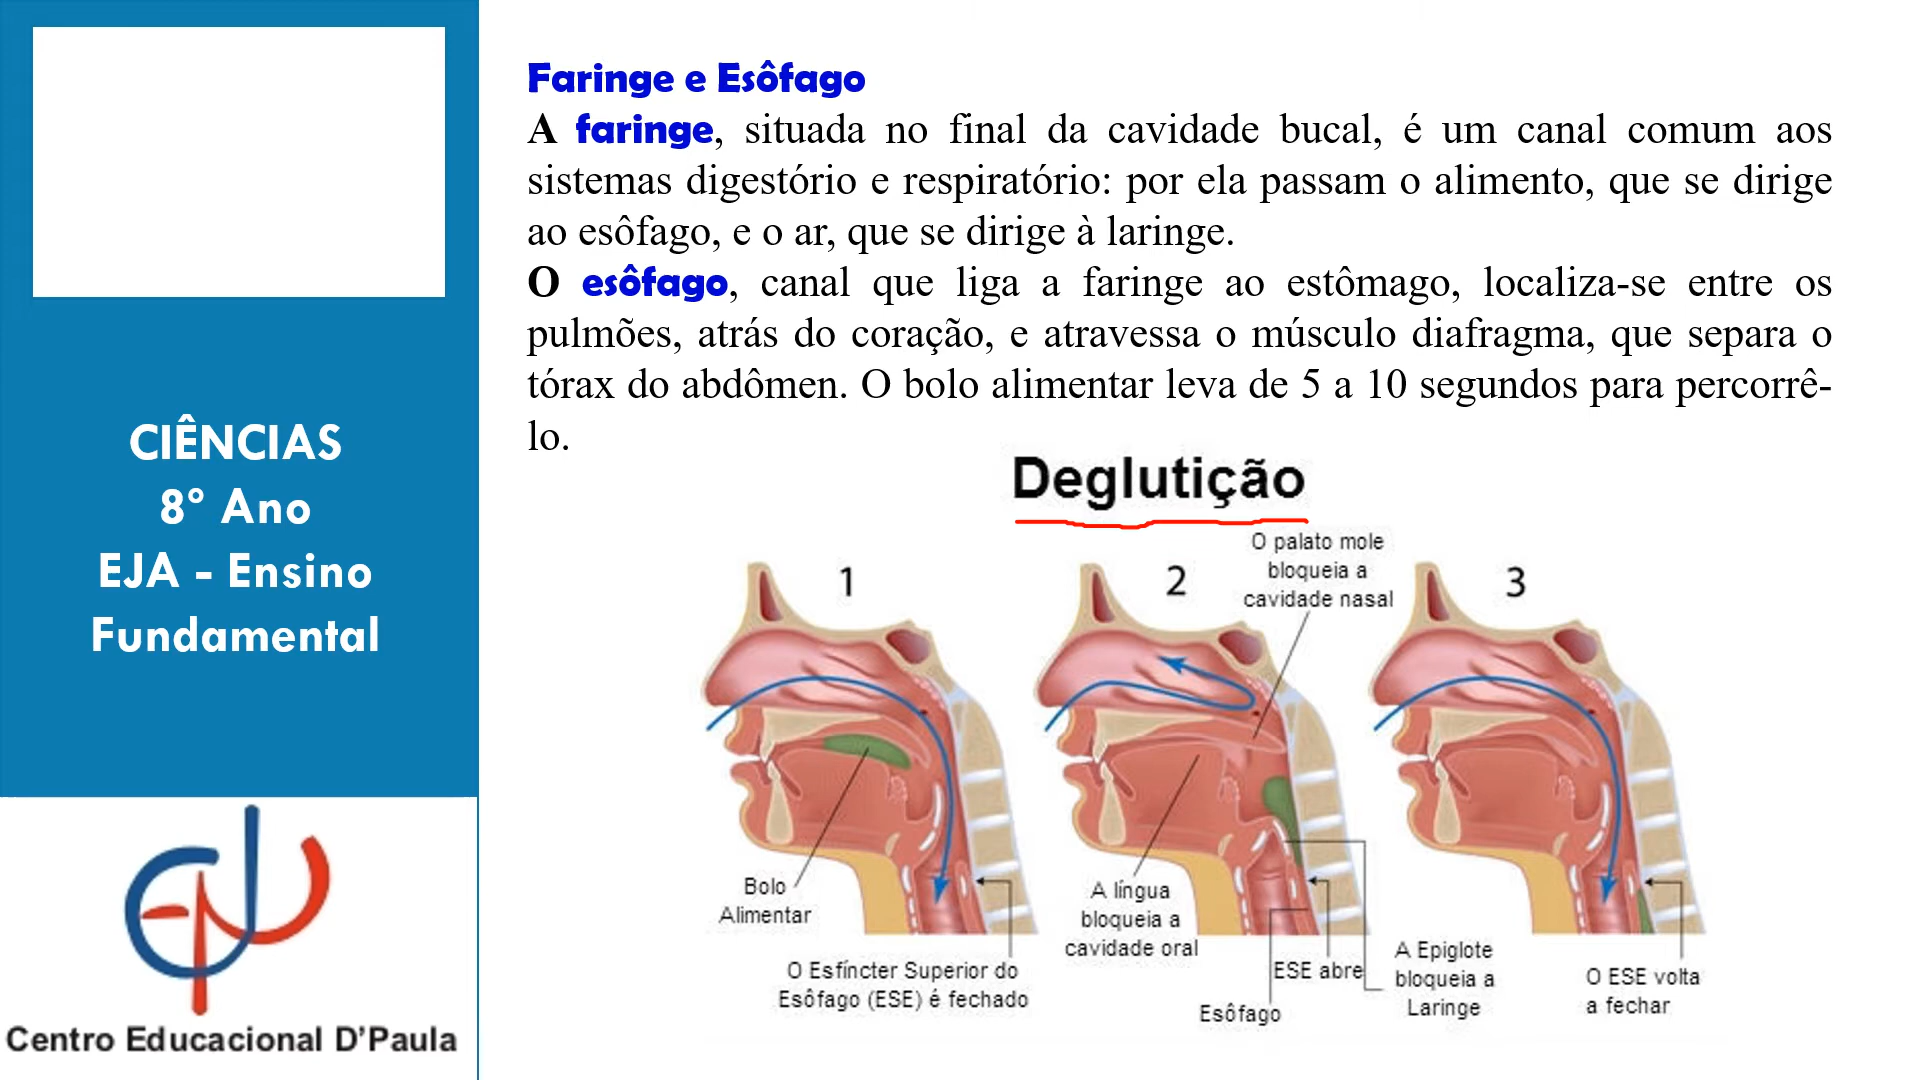 Faringe e Esôfago
A faringe, situada no final da cavidade bucal, é um canal comum aos
sistemas digestório e respiratório: por ela passam o alimento, que se dirige
ao esôfago, e o ar, que se dirige à laringe.
O esôfago, canal que liga a faringe ao estômago, localiza-se entre os
pulmões, atrás do coração, e atravessa o músculo diafragma, que separa o
tórax do abdômen. O bolo alimentar leva de 5 a 10 segundos para percorrê-
lo.
CIÊNCIAS
8° Ano
EJA - Ensino
Fundamental
Centro Educacional D'Paula
Deglutição
1
Bolo
Alimentar
O Esfíncter Superior do
Esôfago (ESE) é fechado
2
O palato mole
bloqueia a
cavidade nasal
A língua
bloqueia a
cavidade oral
ESE abre
Esôfago
A Epiglote
bloqueia a
Laringe
3
O ESE volta
a fechar